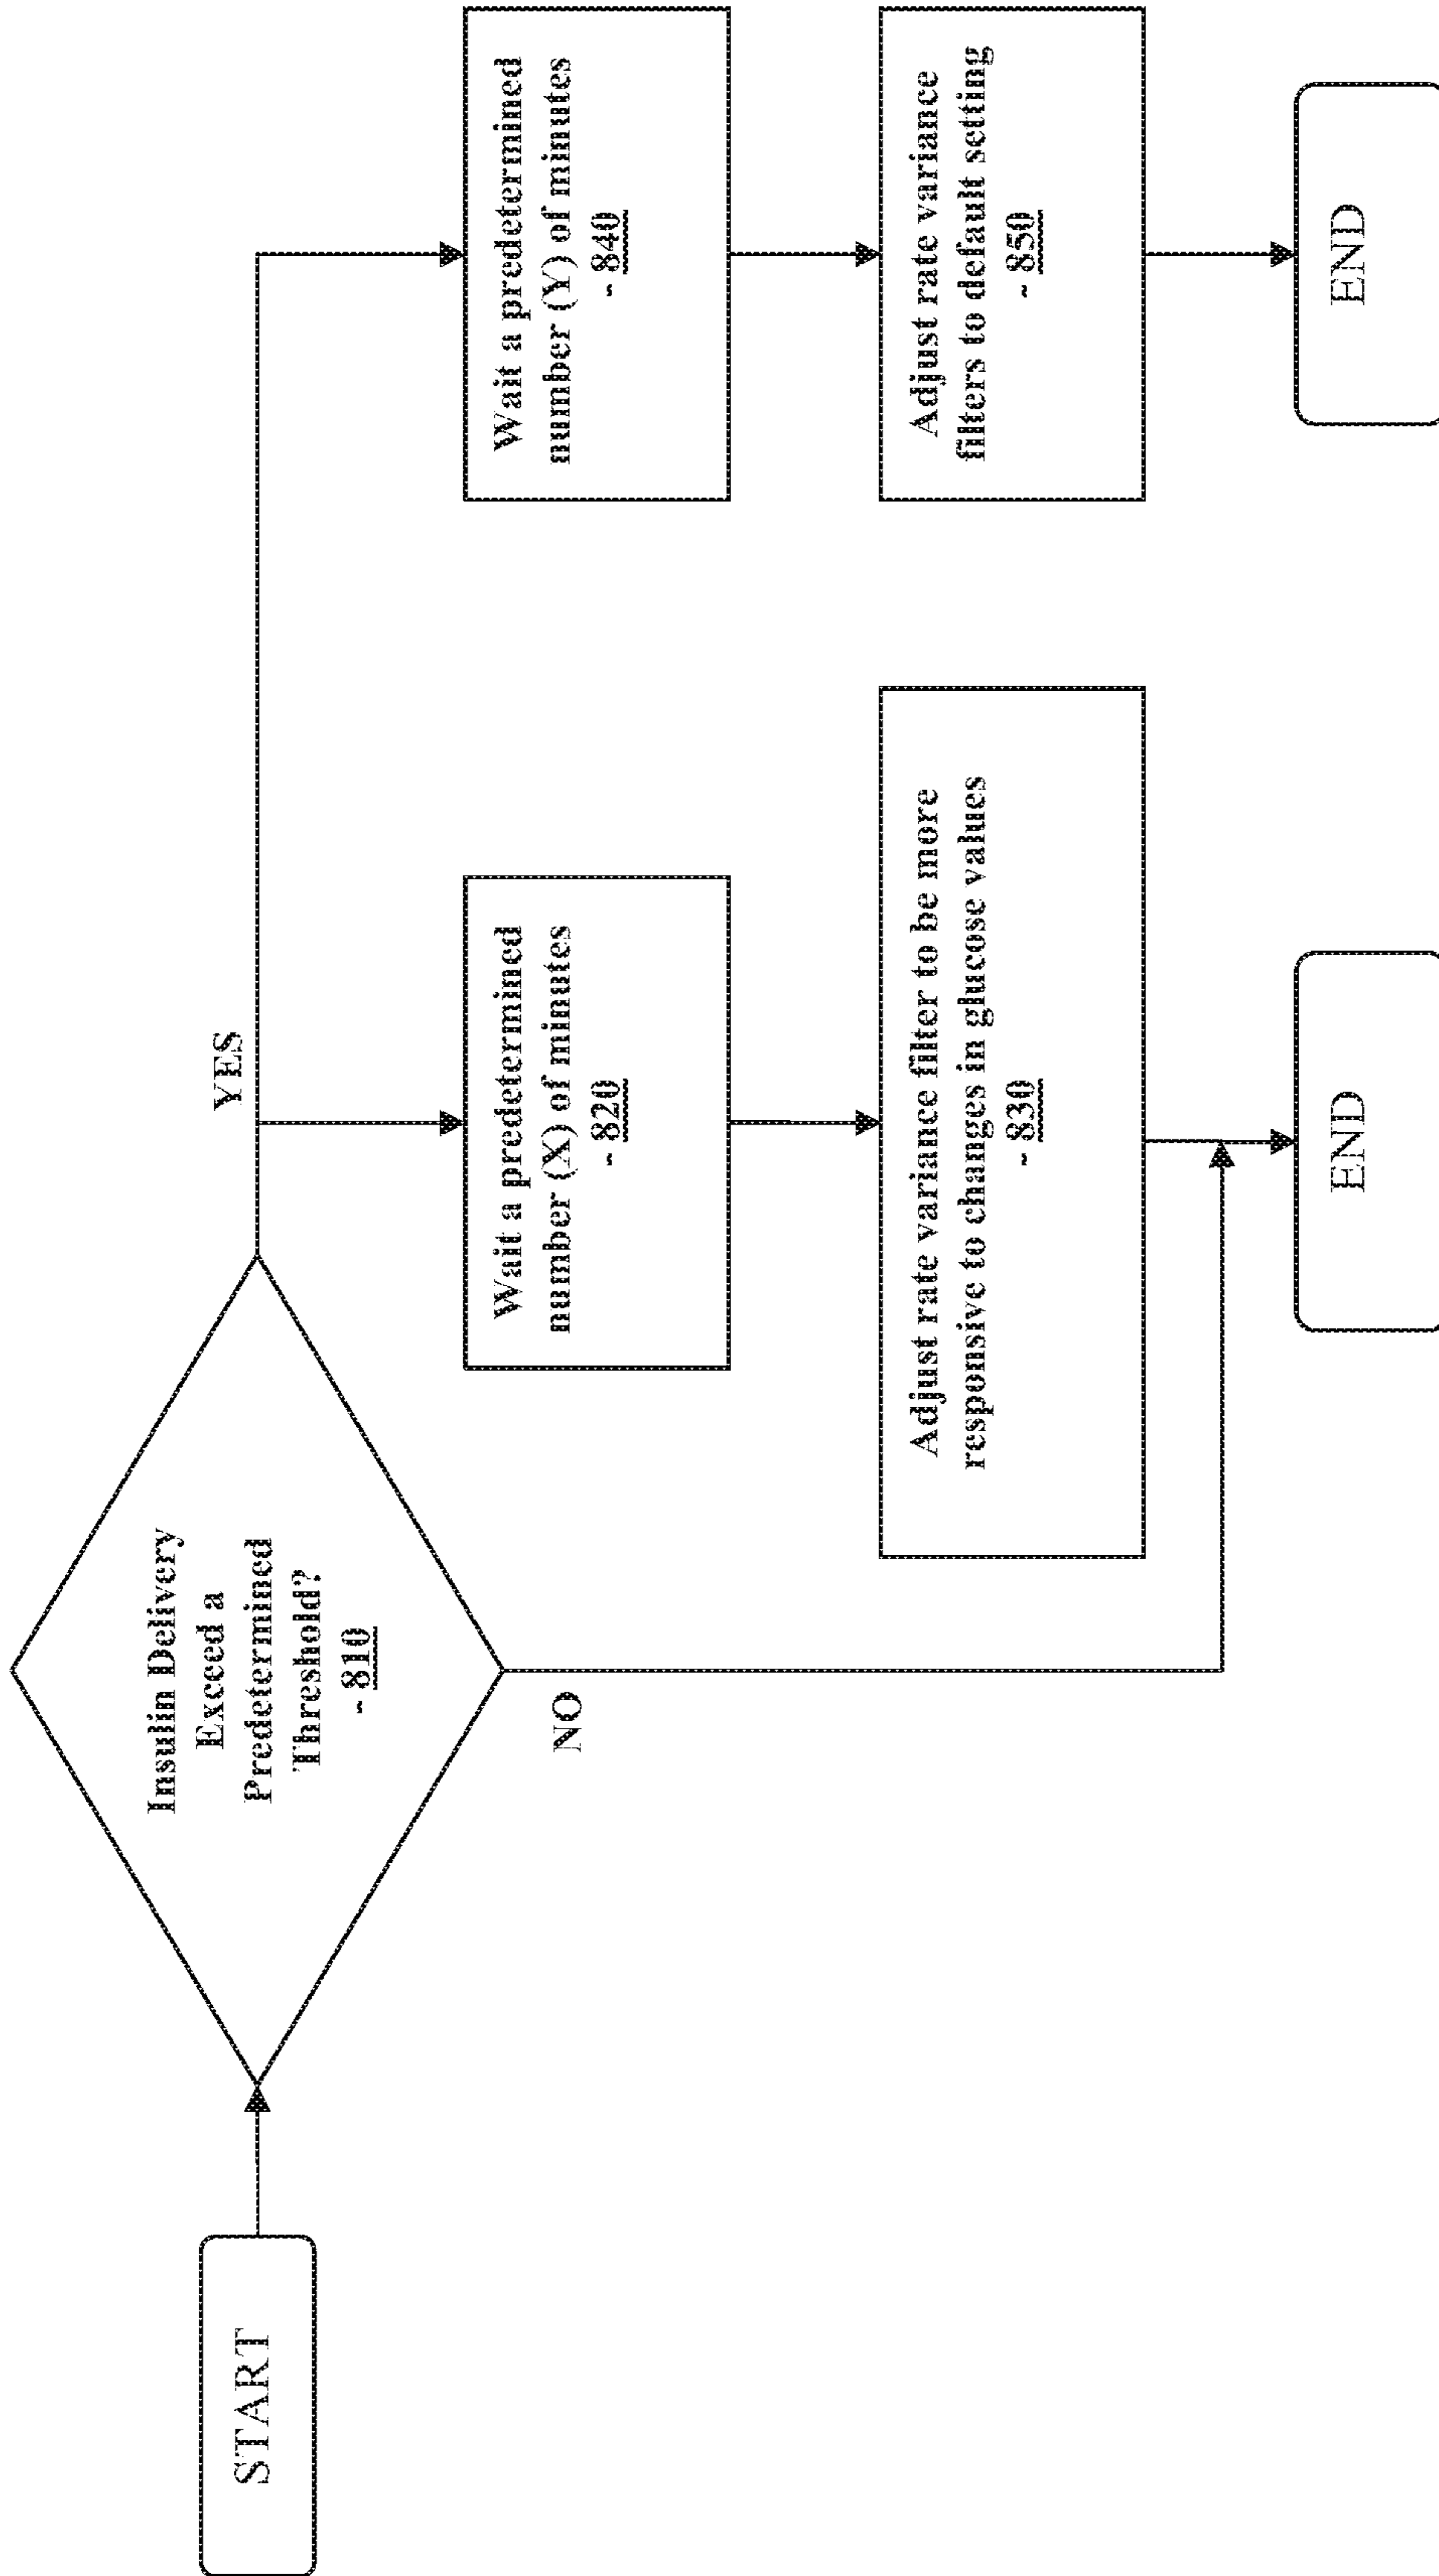 START
Insulin Delivery
Exceed a
Predetermined
Threshold?
~ 810
YES
NO
Wait a predetermined
number (X) of minutes
~ 820
Adjust rate variance filter to be more
responsive to changes in glucose values
~ 830
END
Wait a predetermined
number (Y) of minutes
~ 840
Adjust rate variance
filters to default setting
~ 850
END